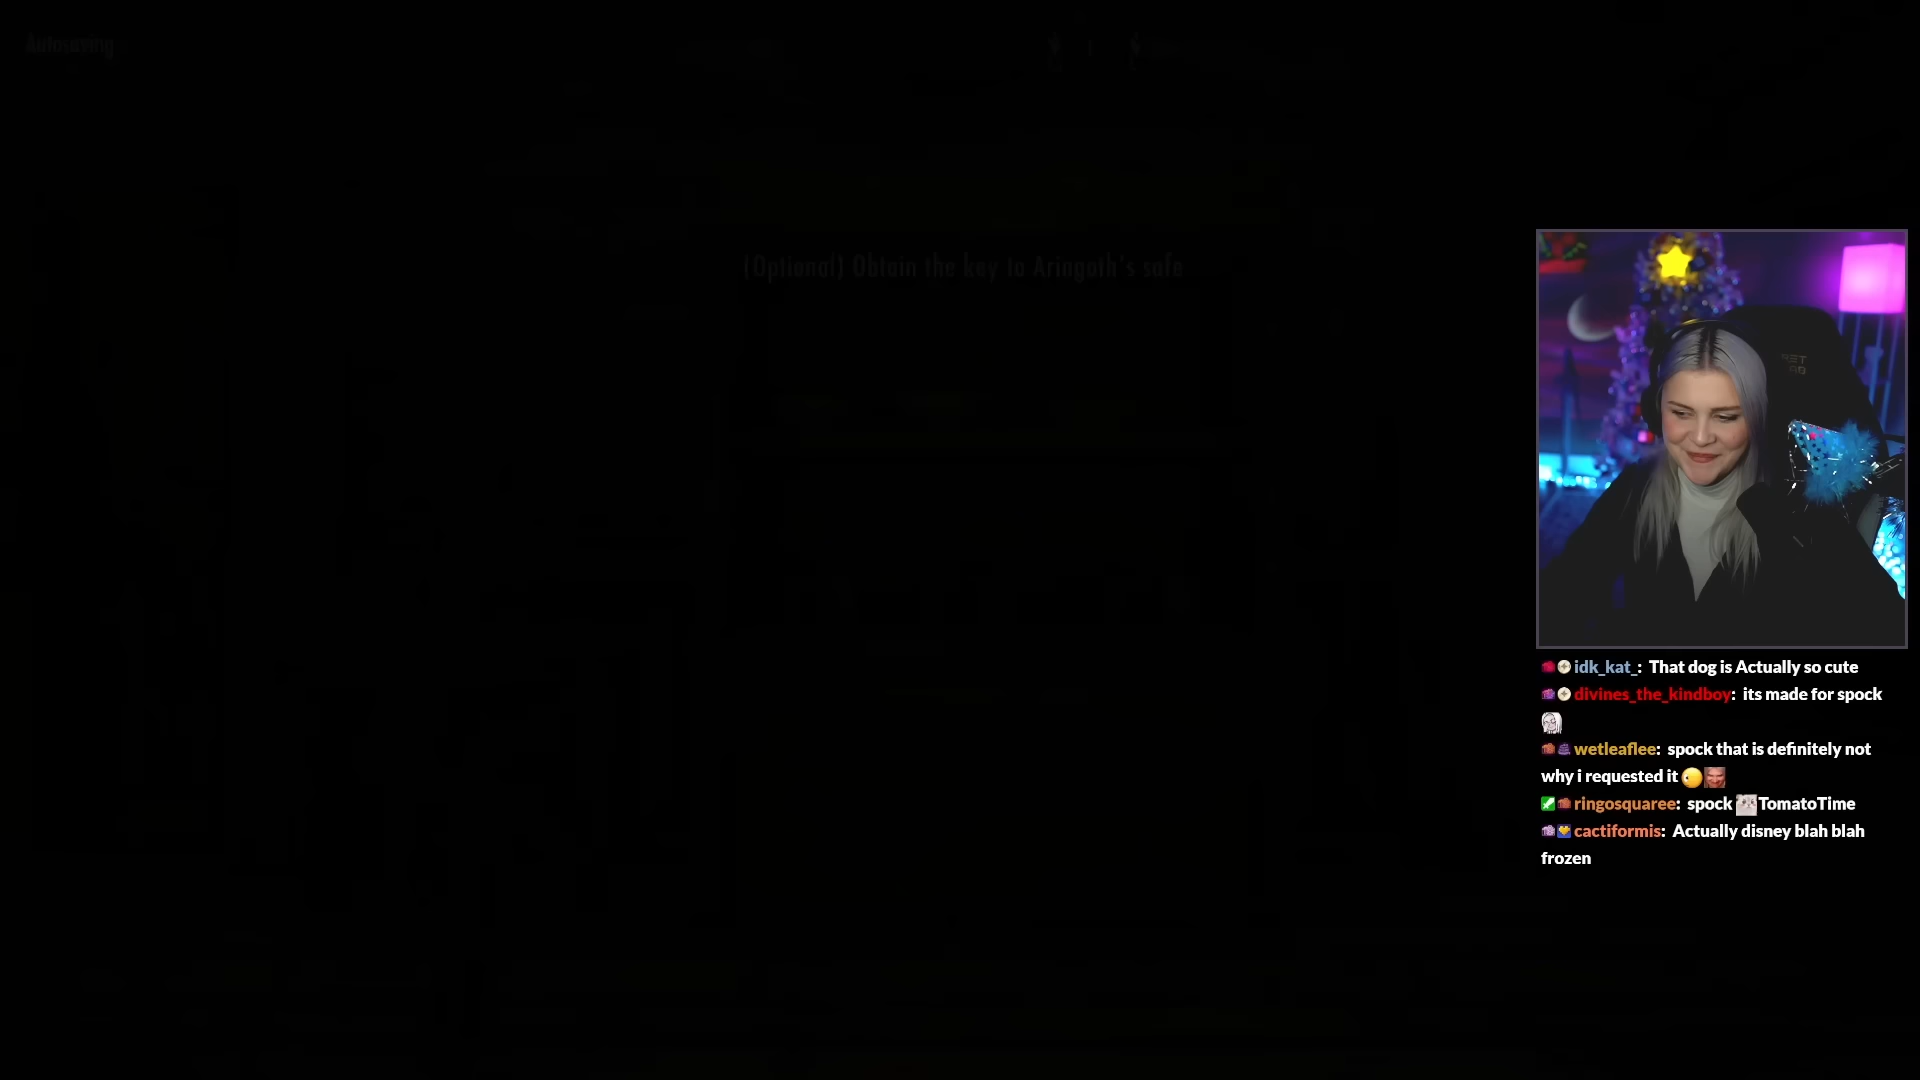 Autosaving
(Optional) Obtain the key to Aringoth's safe
idk_kat_: That dog is Actually so cute
divines_the_kindboy: its made for spock
wetleaflee: spock that is definitely not
why i requested it
ringosquaree: spock TomatoTime
cactiformis: Actually disney blah blah
frozen